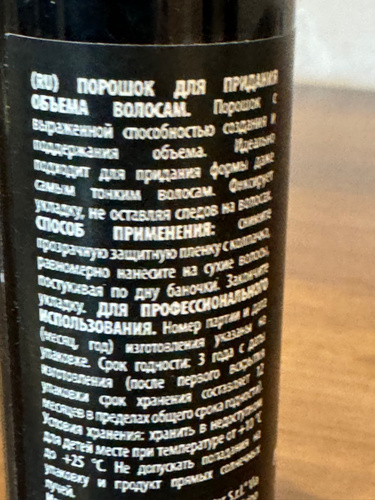 (RU) ПОРОШОК ДЛЯ ПРИДАНИЯ
ОБЪЕМА ВОЛОСАМ. Порошок с
выраженной способностью создания и
поддержания объема. Идеально
подходит для придания формы даже
самым тонким волосам. Фиксирует
укладку, не оставляя следов на волосах.
СПОСОБ ПРИМЕНЕНИЯ: снимите
прозрачную защитную пленку с колпачка,
равномерно нанесите на сухие волосы,
постукивая по дну баночки. Закончите
укладку. ДЛЯ ПРОФЕССИОНАЛЬНОГО
ИСПОЛЬЗОВАНИЯ. Номер партии и дата
(месяц, год) изготовления указаны на
упаковке. Срок годности: 3 года с даты
изготовления (после первого вскрытия
упаковки срок хранения составляет 12
месяцев в пределах общего срока годности).
Условия хранения: хранить в недоступном
для детей месте при температуре от +10 °C
до +25 °C. Не допускать попадания на
упаковку и продукт прямых солнечных
лучей.
S.r.l." Via